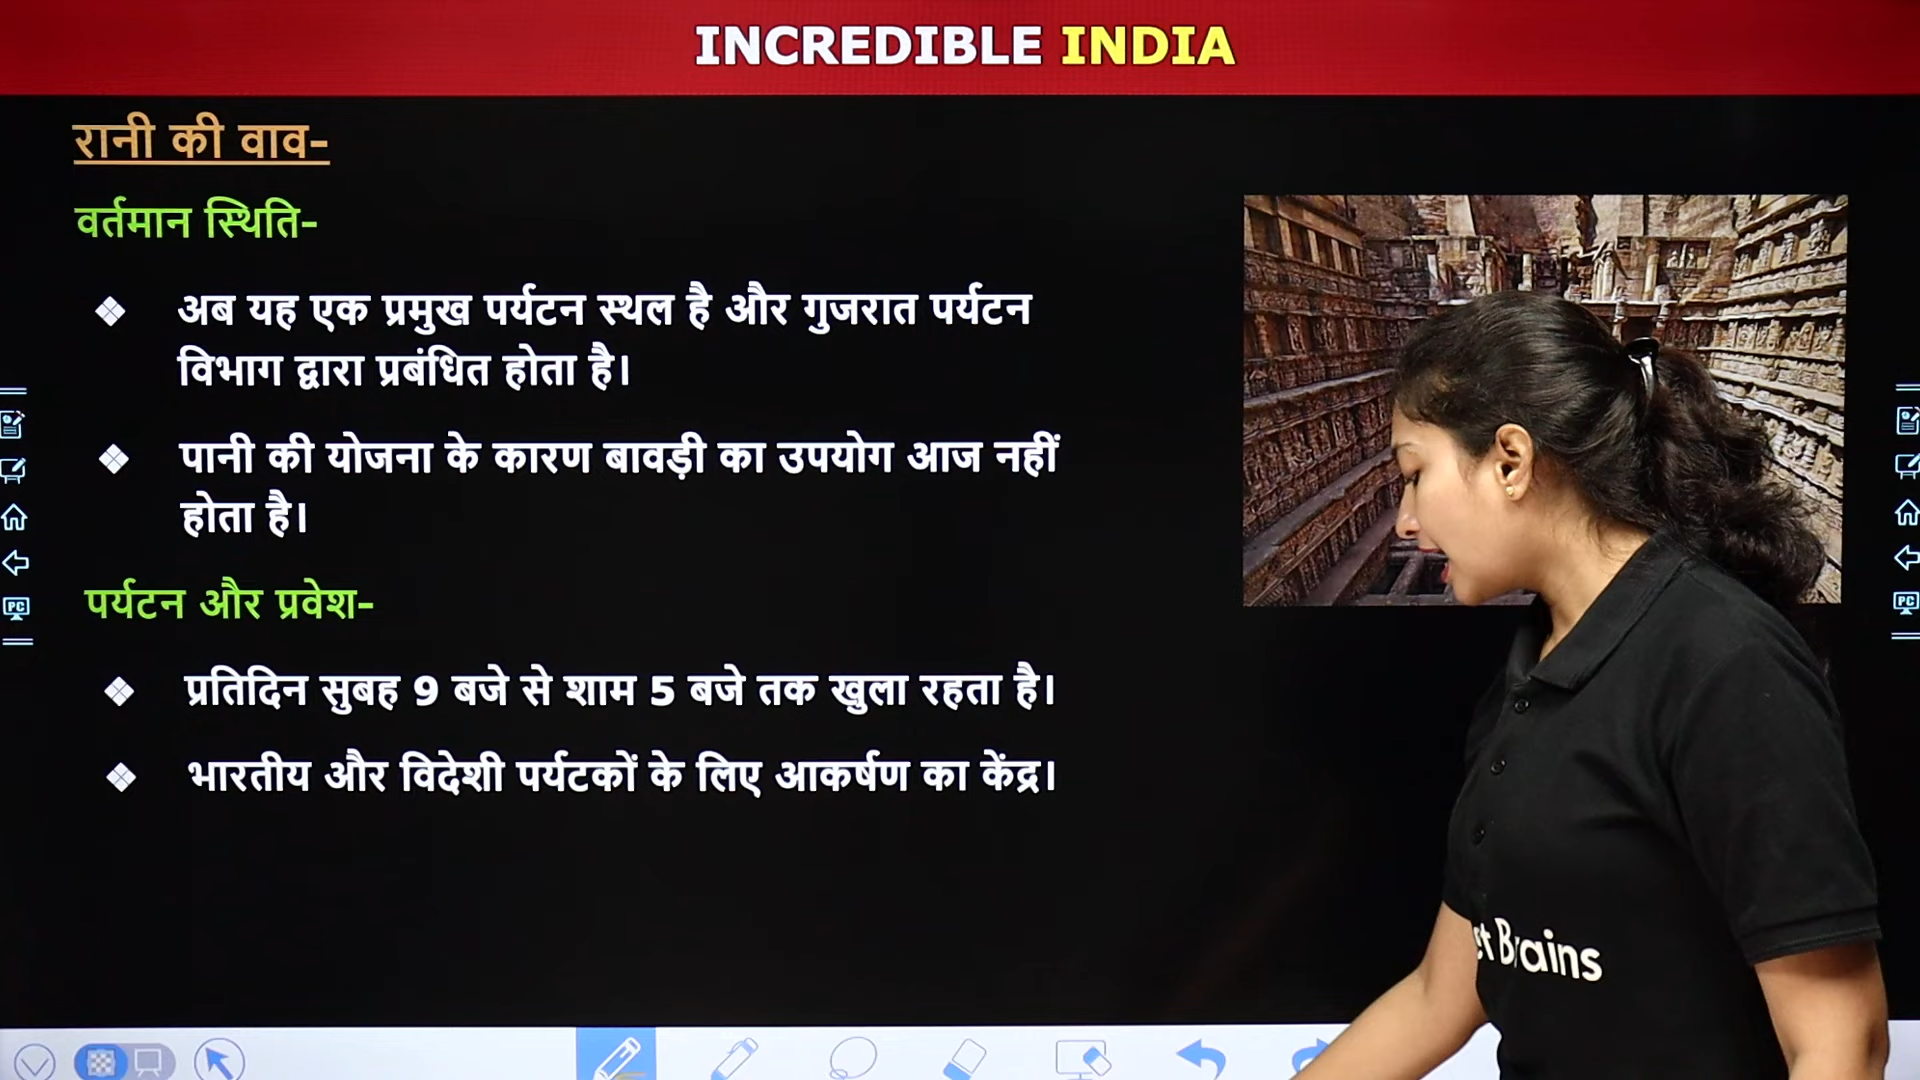 INCREDIBLE INDIA
रानी की वाव-
वर्तमान स्थिति-
❖ अब यह एक प्रमुख पर्यटन स्थल है और गुजरात पर्यटन
विभाग द्वारा प्रबंधित होता है।
❖ पानी की योजना के कारण बावड़ी का उपयोग आज नहीं
होता है।
पर्यटन और प्रवेश-
❖ प्रतिदिन सुबह 9 बजे से शाम 5 बजे तक खुला रहता है।
❖ भारतीय और विदेशी पर्यटकों के लिए आकर्षण का केंद्र।
PC
PC
Brains